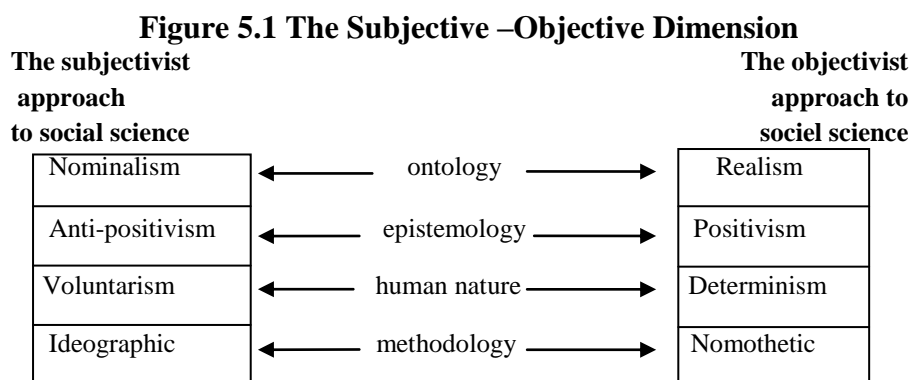 Figure 5.1 The Subjective –Objective Dimension
The subjectivist
approach
to social science
The objectivist
approach to
sociel science
Nominalism ontology Realism
Anti-positivism epistemology Positivism
Voluntarism human nature Determinism
Ideographic methodology Nomothetic